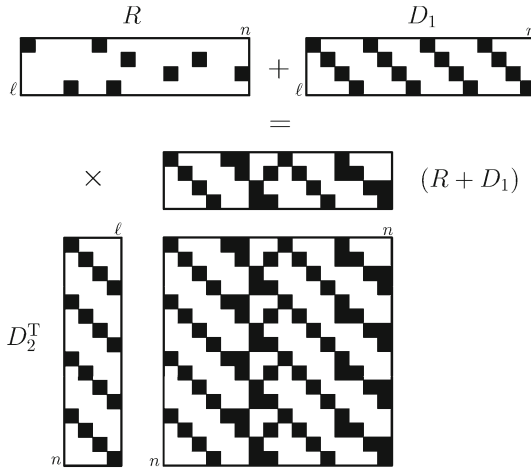 R D₁
n n
ℓ + ℓ
=
× (R + D₁)
ℓ n
D₂ᵀ
n n